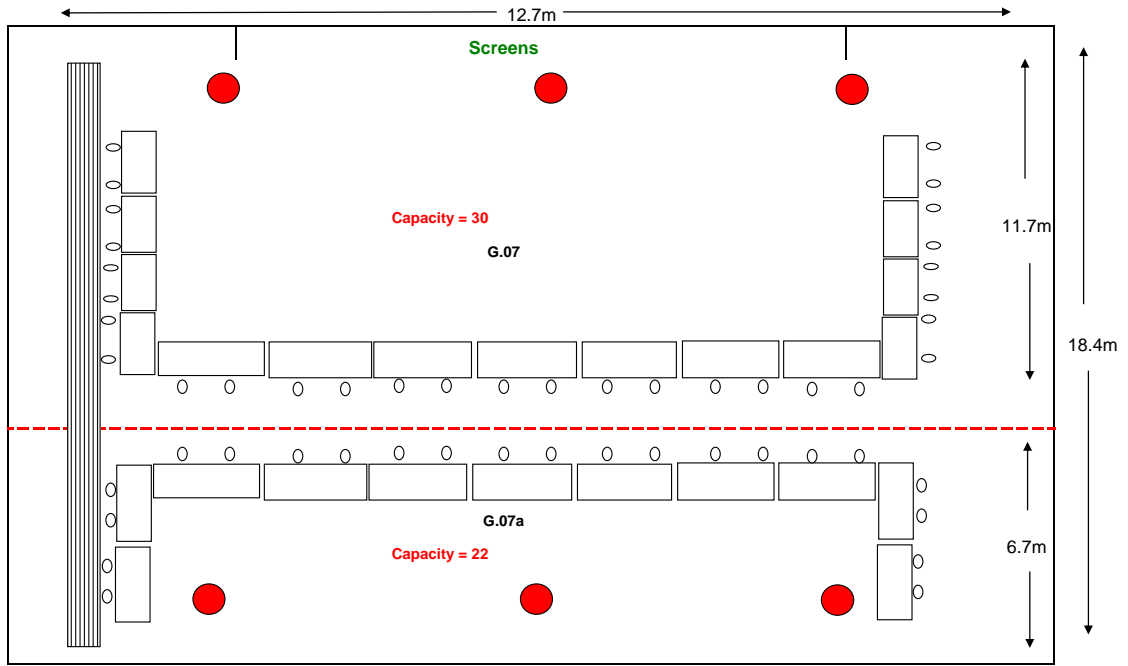 12.7m
Screens
Capacity = 30
11.7m
G.07
18.4m
G.07a
Capacity = 22
6.7m